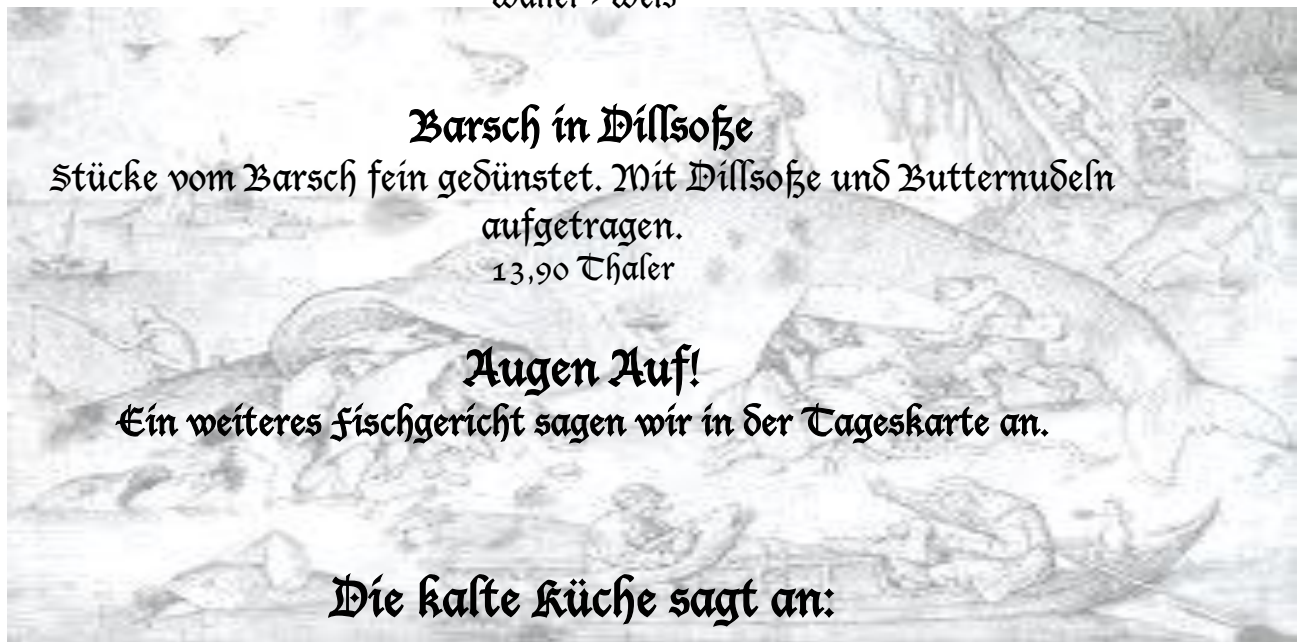 Barsch in Dillsoße
Stücke vom Barsch fein gedünstet. Mit Dillsoße und Butternudeln
aufgetragen.
13,90 Thaler
Augen Auf!
Ein weiteres Fischgericht sagen wir in der Tageskarte an.
Die kalte Küche sagt an: